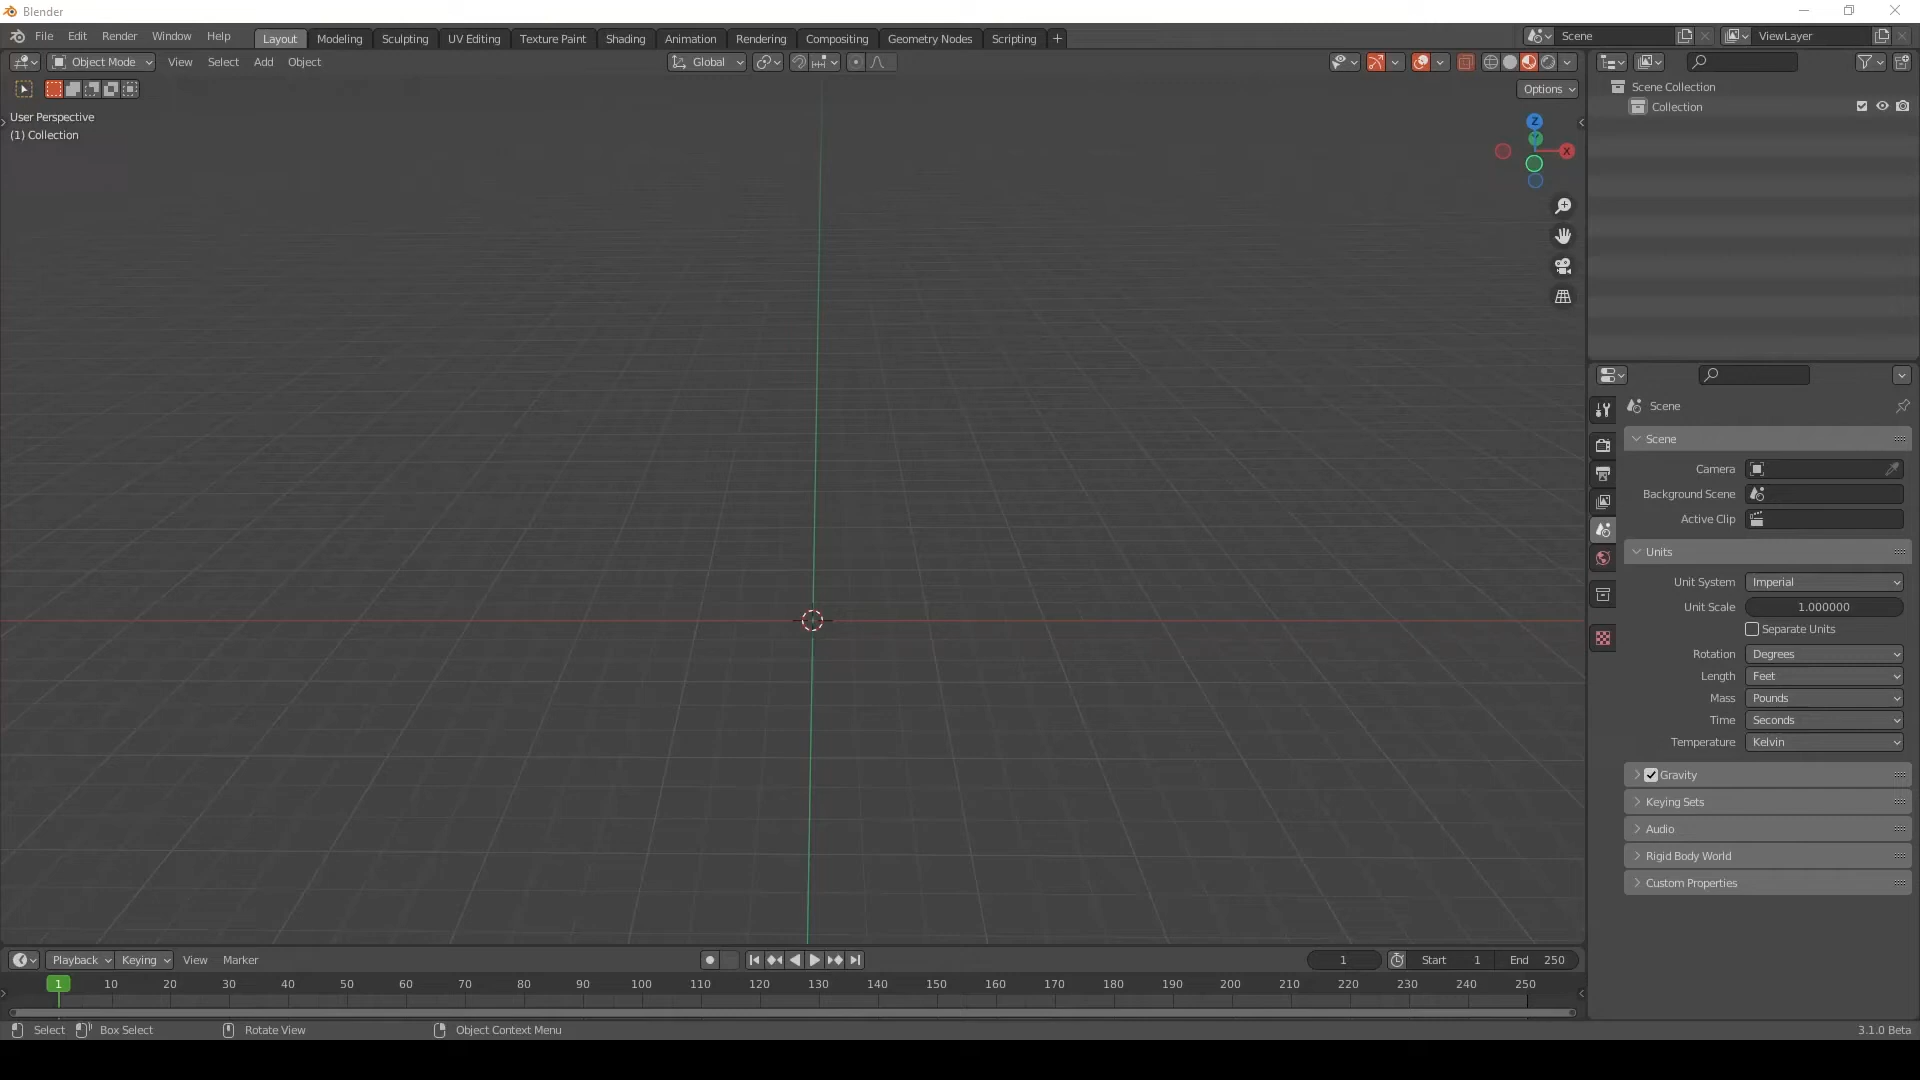 Blender
File Edit Render Window Help Layout Modeling Sculpting UV Editing Texture Paint Shading Animation Rendering Compositing Geometry Nodes Scripting + Scene ViewLayer
Object Mode View Select Add Object Global
Options
User Perspective
(1) Collection
Z
Y
X
Scene Collection
Collection
Scene
Scene
Camera
Background Scene
Active Clip
Units
Unit System Imperial
Unit Scale 1.000000
Separate Units
Rotation Degrees
Length Feet
Mass Pounds
Time Seconds
Temperature Kelvin
Gravity
Keying Sets
Audio
Rigid Body World
Custom Properties
Playback Keying View Marker 1 Start 1 End 250
1 10 20 30 40 50 60 70 80 90 100 110 120 130 140 150 160 170 180 190 200 210 220 230 240 250
Select Box Select Rotate View Object Context Menu 3.1.0 Beta